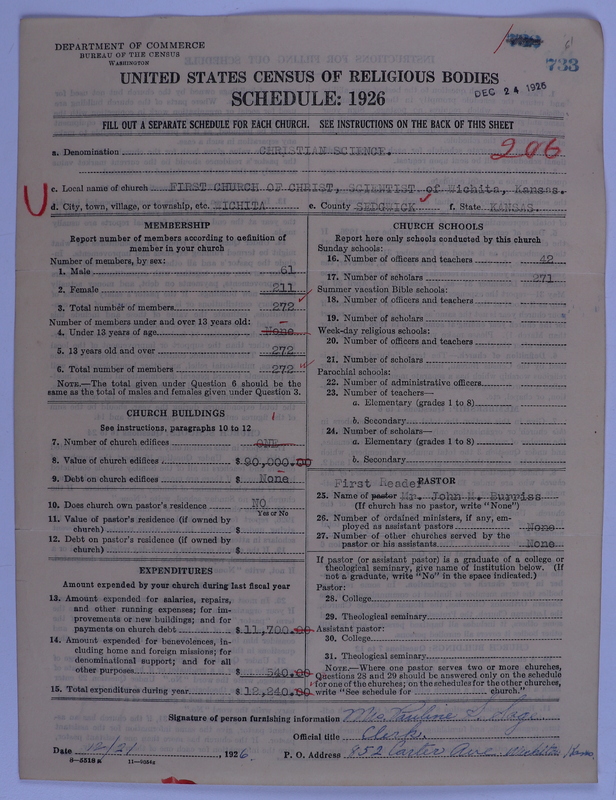 DEPARTMENT OF COMMERCE
BUREAU OF THE CENSUS
WASHINGTON
733
UNITED STATES CENSUS OF RELIGIOUS BODIES
DEC 24 1926
SCHEDULE: 1926
FILL OUT A SEPARATE SCHEDULE FOR EACH CHURCH. SEE INSTRUCTIONS ON THE BACK OF THIS SHEET
a. Denomination CHRISTIAN SCIENCE. 206
c. Local name of church FIRST CHURCH OF CHRIST, SCIENTIST of Wichita, Kansas.
d. City, town, village, or township, etc. WICHITA e. County SEDGWICK f. State KANSAS.
MEMBERSHIP
Report number of members according to definition of
member in your church
Number of members, by sex:
1. Male 61
2. Female 211
3. Total number of members 272
Number of members under and over 13 years old:
4. Under 13 years of age None
5. 13 years old and over 272
6. Total number of members 272
NOTE.—The total given under Question 6 should be the
same as the total of males and females given under Question 3.
CHURCH BUILDINGS
See instructions, paragraphs 10 to 12
7. Number of church edifices ONE 1
8. Value of church edifices $ 90,000.00
9. Debt on church edifices $ None
10. Does church own pastor's residence NO
Yes or No
11. Value of pastor's residence (if owned by
church) $
12. Debt on pastor's residence (if owned by
church) $
EXPENDITURES
Amount expended by your church during last fiscal year
13. Amount expended for salaries, repairs,
and other running expenses; for im-
provements or new buildings; and for
payments on church debt $ 11,700.00
14. Amount expended for benevolences, in-
cluding home and foreign missions; for
denominational support; and for all
other purposes $ 540.00
15. Total expenditures during year $ 12,240.00
CHURCH SCHOOLS
Report here only schools conducted by this church
Sunday schools:
16. Number of officers and teachers 42
17. Number of scholars 271
Summer vacation Bible schools:
18. Number of officers and teachers
19. Number of scholars
Week-day religious schools:
20. Number of officers and teachers
21. Number of scholars
Parochial schools:
22. Number of administrative officers
23. Number of teachers—
a. Elementary (grades 1 to 8)
b. Secondary
24. Number of scholars—
a. Elementary (grades 1 to 8)
b. Secondary
First Reader PASTOR
25. Name of pastor Mr. John M. Burriss
(If church has no pastor, write "None")
26. Number of ordained ministers, if any, em-
ployed as assistant pastors None
27. Number of other churches served by the
pastor or his assistants None
If pastor (or assistant pastor) is a graduate of a college or
theological seminary, give name of institution below. (If
not a graduate, write "No" in the space indicated.)
Pastor:
28. College
29. Theological seminary
Assistant pastor:
30. College
31. Theological seminary
NOTE.—Where one pastor serves two or more churches,
Questions 28 and 29 should be answered only on the schedule
for one of the churches; on the schedules for the other churches,
write "See schedule for church."
Signature of person furnishing information Mrs. Pauline S. Sage
Official title Clerk.
Date 12/21, 1926. P. O. Address 852 Carter Ave Wichita Kans.
8—5518 a